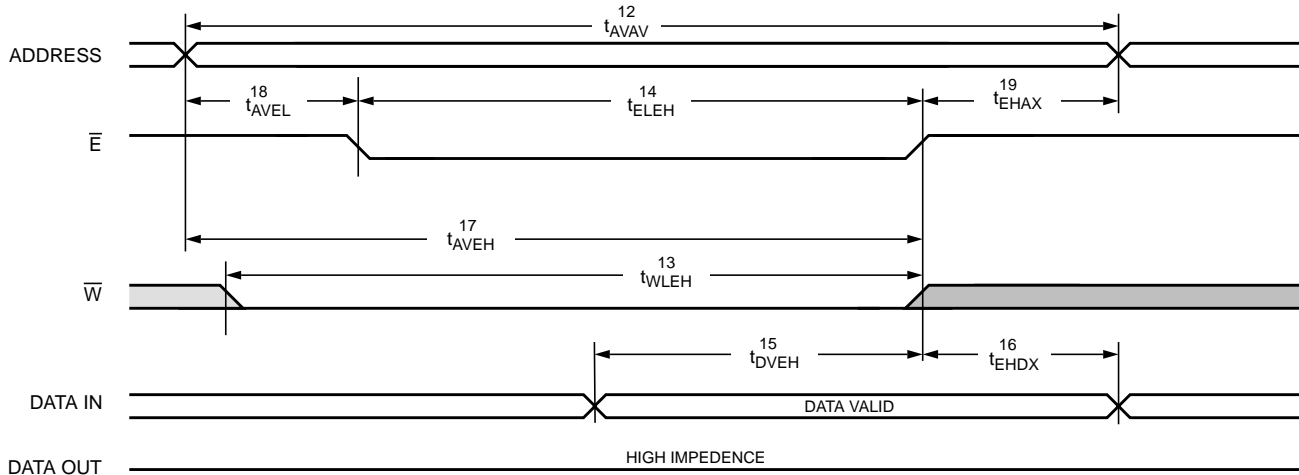 12
tAVAV
ADDRESS
18
tAVEL
14
tELEH
19
tEHAX
E̅
17
tAVEH
13
tWLEH
W̅
15
tDVEH
16
tEHDX
DATA IN
DATA VALID
DATA OUT
HIGH IMPEDENCE